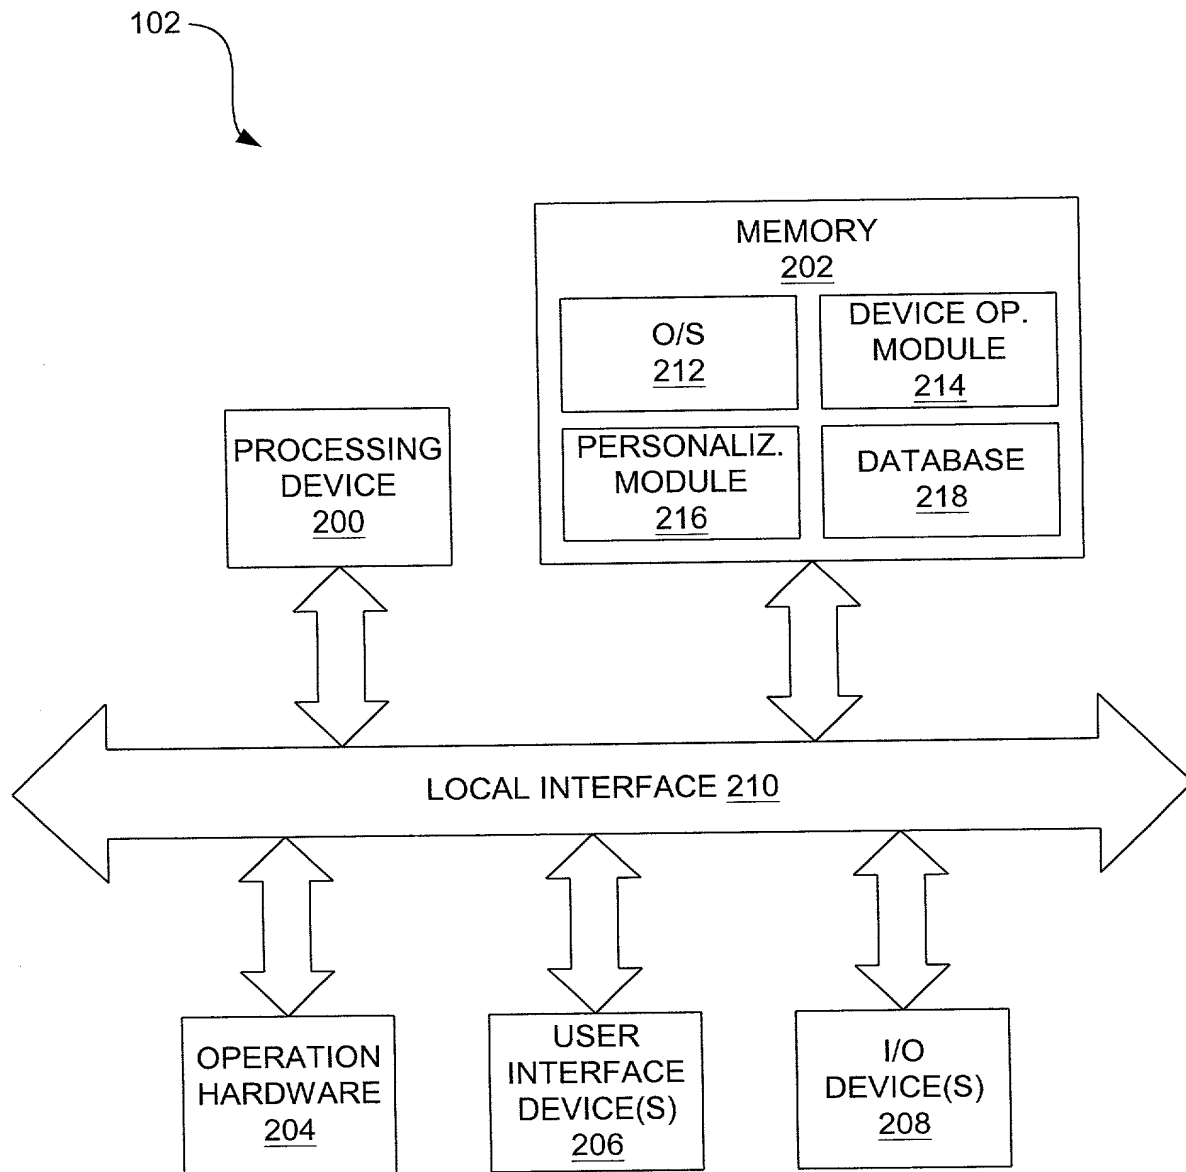 102
MEMORY
202
O/S
212
DEVICE OP.
MODULE
214
PERSONALIZ.
MODULE
216
DATABASE
218
PROCESSING
DEVICE
200
LOCAL INTERFACE 210
OPERATION
HARDWARE
204
USER
INTERFACE
DEVICE(S)
206
I/O
DEVICE(S)
208